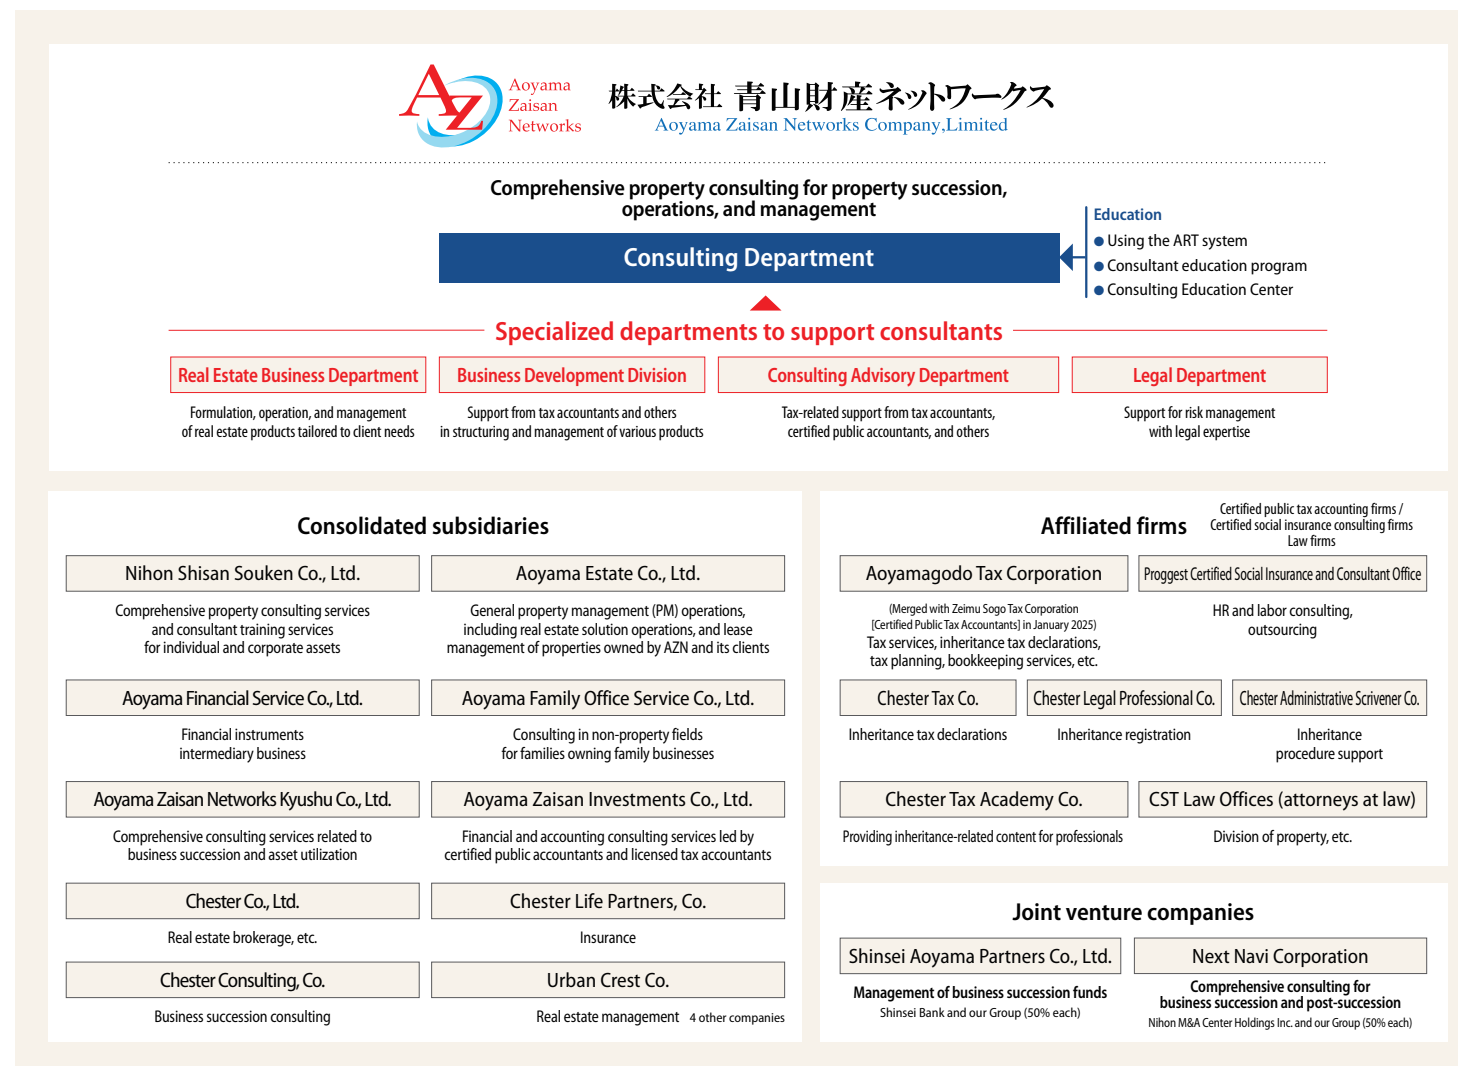 AZ
Aoyama
Zaisan
Networks
株式会社 青山財産ネットワークス
Aoyama Zaisan Networks Company,Limited
Comprehensive property consulting for property succession,
operations, and management
Consulting Department
Education
● Using the ART system
● Consultant education program
● Consulting Education Center
Specialized departments to support consultants
Real Estate Business Department
Formulation, operation, and management
of real estate products tailored to client needs
Business Development Division
Support from tax accountants and others
in structuring and management of various products
Consulting Advisory Department
Tax-related support from tax accountants,
certified public accountants, and others
Legal Department
Support for risk management
with legal expertise
Consolidated subsidiaries
Nihon Shisan Souken Co., Ltd.
Comprehensive property consulting services
and consultant training services
for individual and corporate assets
Aoyama Estate Co., Ltd.
General property management (PM) operations,
including real estate solution operations, and lease
management of properties owned by AZN and its clients
Aoyama Financial Service Co., Ltd.
Financial instruments
intermediary business
Aoyama Family Office Service Co., Ltd.
Consulting in non-property fields
for families owning family businesses
Aoyama Zaisan Networks Kyushu Co., Ltd.
Comprehensive consulting services related to
business succession and asset utilization
Aoyama Zaisan Investments Co., Ltd.
Financial and accounting consulting services led by
certified public accountants and licensed tax accountants
Chester Co., Ltd.
Real estate brokerage, etc.
Chester Life Partners, Co.
Insurance
Chester Consulting, Co.
Business succession consulting
Urban Crest Co.
Real estate management
4 other companies
Affiliated firms
Certified public tax accounting firms /
Certified social insurance consulting firms
Law firms
Aoyamagodo Tax Corporation
(Merged with Zeimu Sogo Tax Corporation
[Certified Public Tax Accountants] in January 2025)
Tax services, inheritance tax declarations,
tax planning, bookkeeping services, etc.
Proggest Certified Social Insurance and Consultant Office
HR and labor consulting,
outsourcing
Chester Tax Co.
Inheritance tax declarations
Chester Legal Professional Co.
Inheritance registration
Chester Administrative Scrivener Co.
Inheritance
procedure support
Chester Tax Academy Co.
Providing inheritance-related content for professionals
CST Law Offices (attorneys at law)
Division of property, etc.
Joint venture companies
Shinsei Aoyama Partners Co., Ltd.
Management of business succession funds
Shinsei Bank and our Group (50% each)
Next Navi Corporation
Comprehensive consulting for
business succession and post-succession
Nihon M&A Center Holdings Inc. and our Group (50% each)